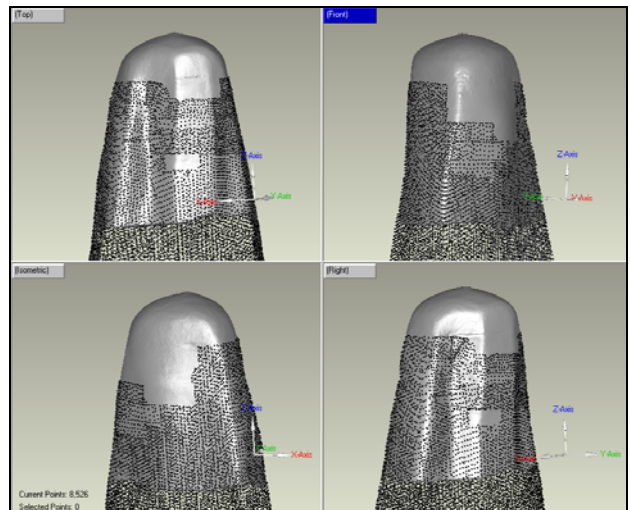 (Top)
(Front)
Z-Axis
Y-Axis
Z-Axis
Y-Axis
(Isometric)
(Right)
Z-Axis
X-Axis
Z-Axis
Y-Axis
Current Points: 8,526
Selected Points: 0